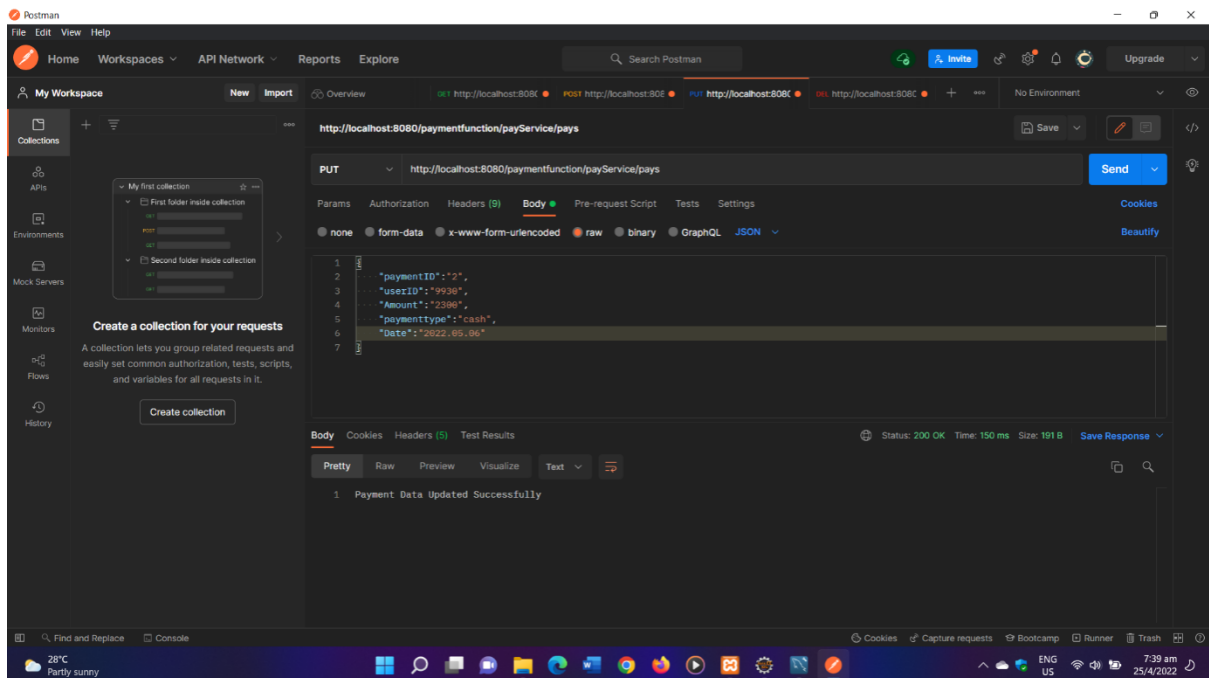 Postman
File Edit View Help
Home Workspaces API Network Reports Explore Search Postman Invite Upgrade
My Workspace New Import Overview GET http://localhost:808( POST http://localhost:808 PUT http://localhost:808( DEL http://localhost:808( No Environment
Collections
APIs
Environments
Mock Servers
Monitors
Flows
History
My first collection
First folder inside collection
GET
POST
GET
Second folder inside collection
GET
GET
Create a collection for your requests
A collection lets you group related requests and
easily set common authorization, tests, scripts,
and variables for all requests in it.
Create collection
http://localhost:8080/paymentfunction/payService/pays Save
PUT http://localhost:8080/paymentfunction/payService/pays Send
Params Authorization Headers (9) Body Pre-request Script Tests Settings Cookies
none form-data x-www-form-urlencoded raw binary GraphQL JSON Beautify
1 {
2 "paymentID":"2",
3 "userID":"9930",
4 "Amount":"2300",
5 "paymenttype":"cash",
6 "Date":"2022.05.06"
7 }
Body Cookies Headers (5) Test Results Status: 200 OK Time: 150 ms Size: 191 B Save Response
Pretty Raw Preview Visualize Text
1 Payment Data Updated Successfully
Find and Replace Console Cookies Capture requests Bootcamp Runner Trash
28°C
Partly sunny
ENG
US
7:39 am
25/4/2022